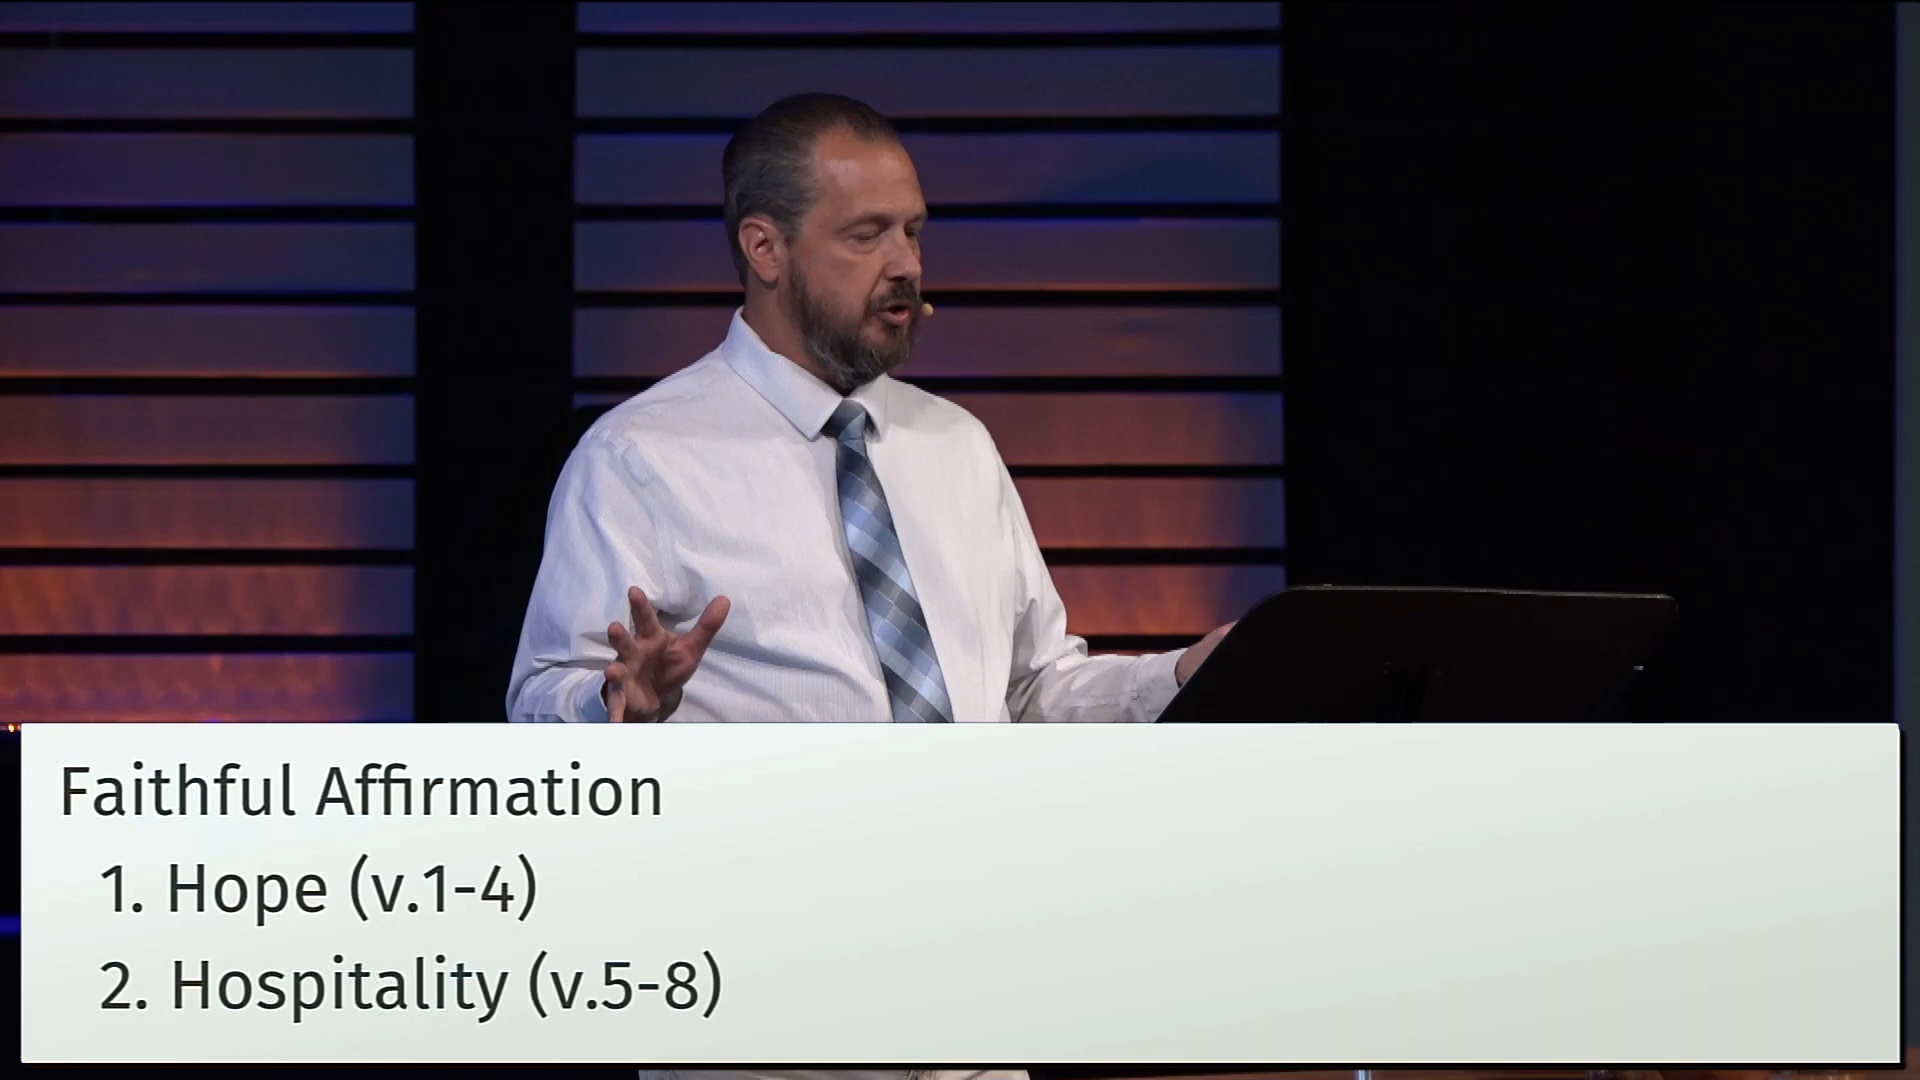 Faithful Affirmation
1. Hope (v.1-4)
2. Hospitality (v.5-8)